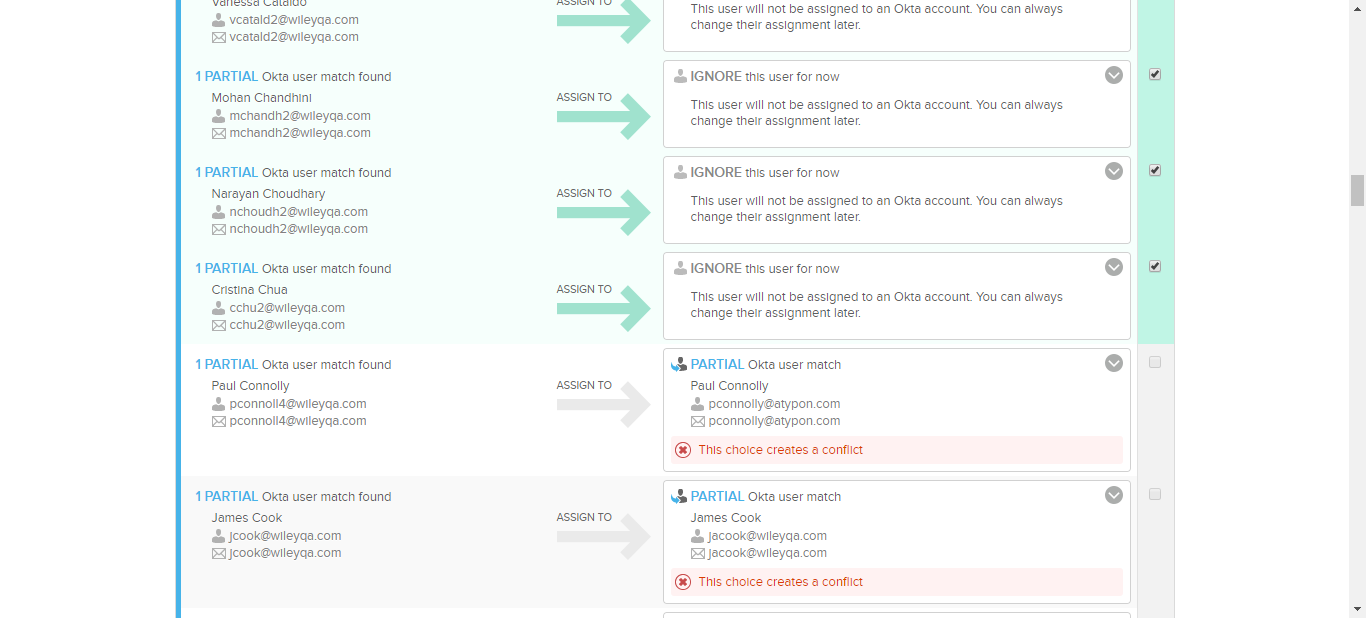 Vanessa Cataldo
vcatald2@wileyqa.com
vcatald2@wileyqa.com
ASSIGN TO
This user will not be assigned to an Okta account. You can always
change their assignment later.
1 PARTIAL Okta user match found
Mohan Chandhini
mchandh2@wileyqa.com
mchandh2@wileyqa.com
ASSIGN TO
IGNORE this user for now
This user will not be assigned to an Okta account. You can always
change their assignment later.
1 PARTIAL Okta user match found
Narayan Choudhary
nchoudh2@wileyqa.com
nchoudh2@wileyqa.com
ASSIGN TO
IGNORE this user for now
This user will not be assigned to an Okta account. You can always
change their assignment later.
1 PARTIAL Okta user match found
Cristina Chua
cchu2@wileyqa.com
cchu2@wileyqa.com
ASSIGN TO
IGNORE this user for now
This user will not be assigned to an Okta account. You can always
change their assignment later.
1 PARTIAL Okta user match found
Paul Connolly
pconnoll4@wileyqa.com
pconnoll4@wileyqa.com
ASSIGN TO
PARTIAL Okta user match
Paul Connolly
pconnolly@atypon.com
pconnolly@atypon.com
This choice creates a conflict
1 PARTIAL Okta user match found
James Cook
jcook@wileyqa.com
jcook@wileyqa.com
ASSIGN TO
PARTIAL Okta user match
James Cook
jacook@wileyqa.com
jacook@wileyqa.com
This choice creates a conflict